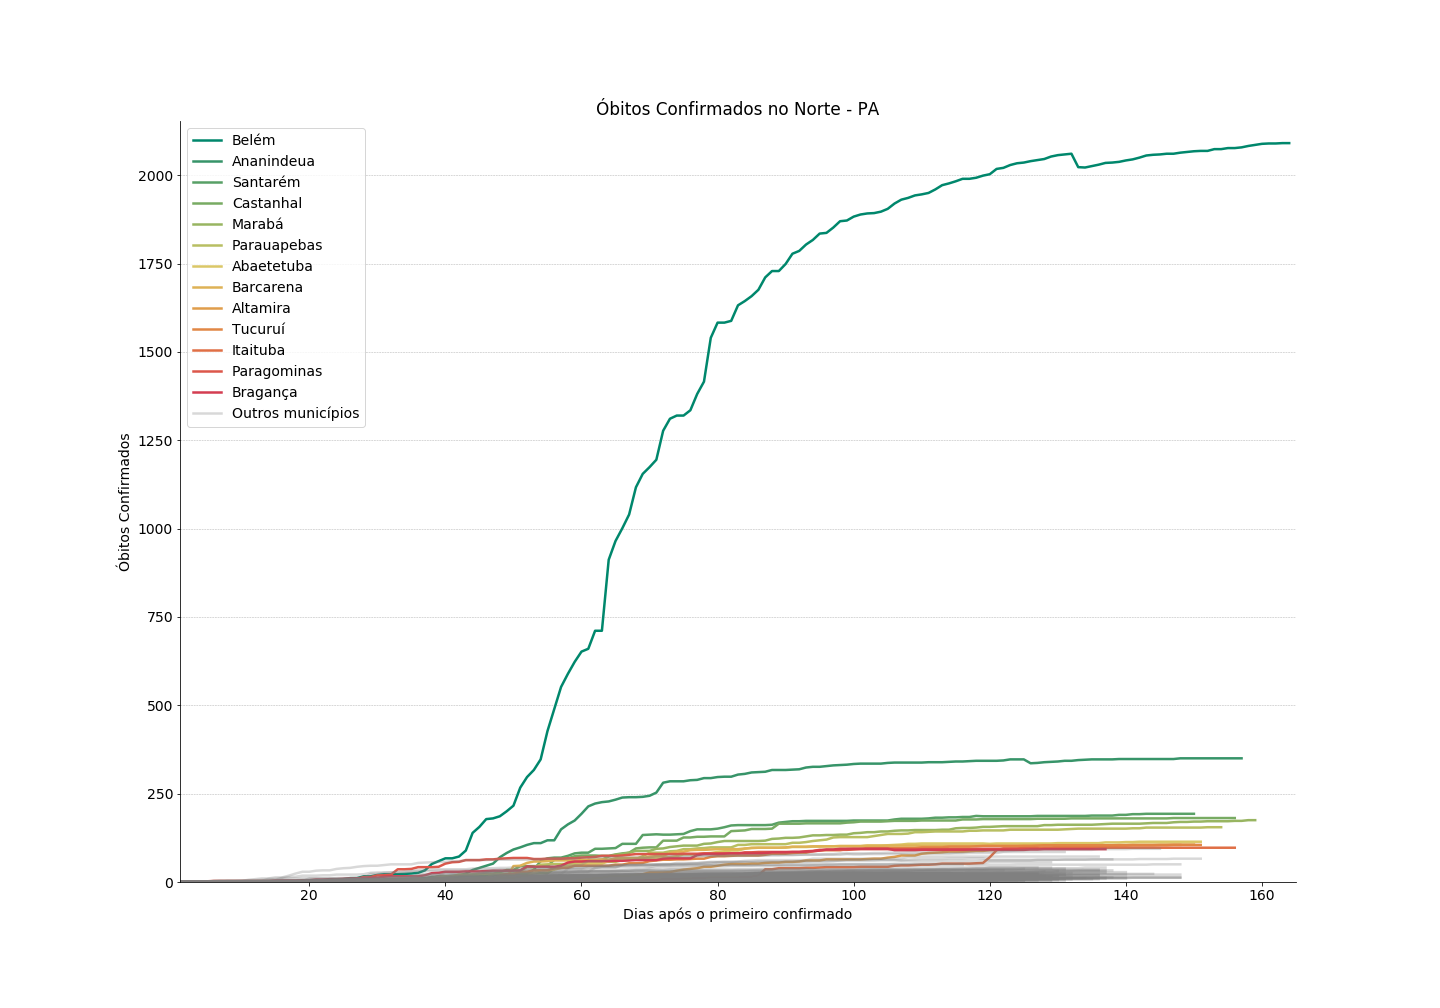 Óbitos Confirmados no Norte - PA
Belém
Ananindeua
Santarém
Castanhal
Marabá
Parauapebas
Abaetetuba
Barcarena
Altamira
Tucuruí
Itaituba
Paragominas
Bragança
Outros municípios
Óbitos Confirmados
2000
1750
1500
1250
1000
750
500
250
0
20 40 60 80 100 120 140 160
Dias após o primeiro confirmado